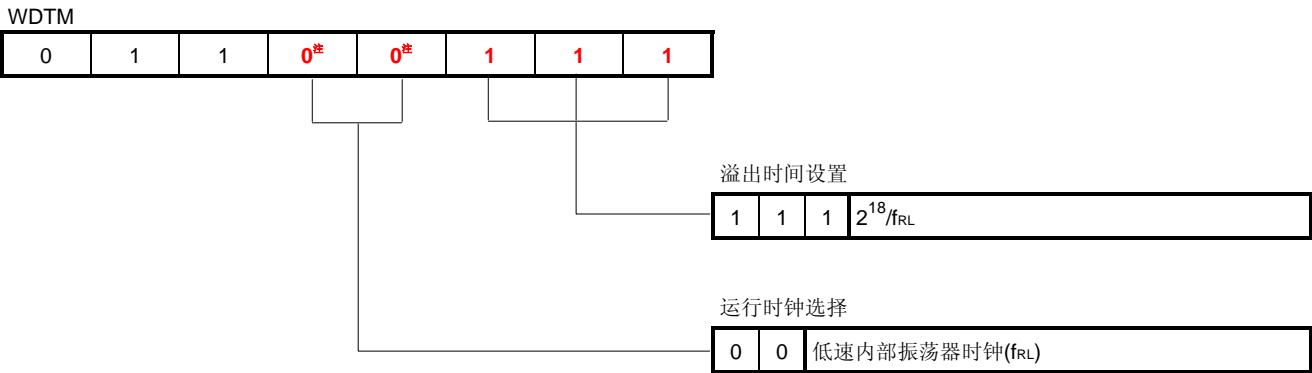 WDTM
0 1 1 0注 0注 1 1 1
溢出时间设置
1 1 1 2^18/fRL
运行时钟选择
0 0 低速内部振荡器时钟(fRL)